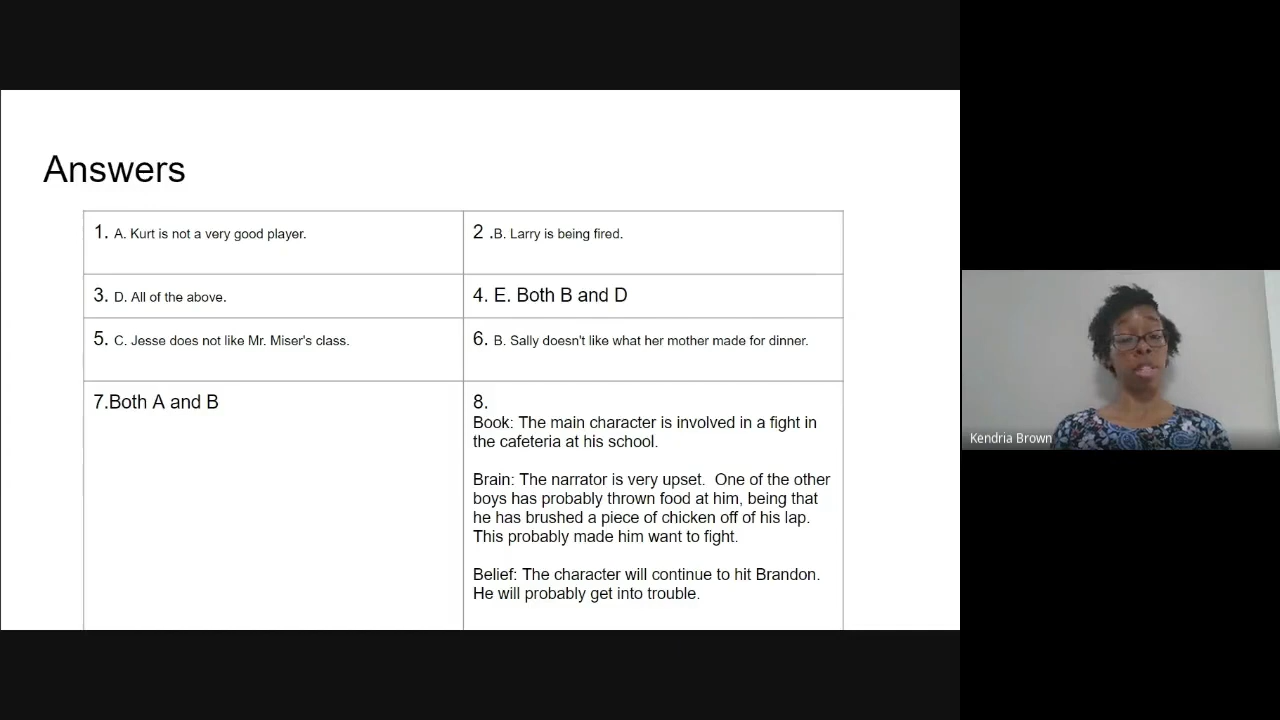 Answers
1. A. Kurt is not a very good player.
2 .B. Larry is being fired.
3. D. All of the above.
4. E. Both B and D
5. C. Jesse does not like Mr. Miser's class.
6. B. Sally doesn't like what her mother made for dinner.
7.Both A and B
8.
Book: The main character is involved in a fight in
the cafeteria at his school.
Brain: The narrator is very upset.  One of the other
boys has probably thrown food at him, being that
he has brushed a piece of chicken off of his lap.
This probably made him want to fight.
Belief: The character will continue to hit Brandon.
He will probably get into trouble.
Kendria Brown